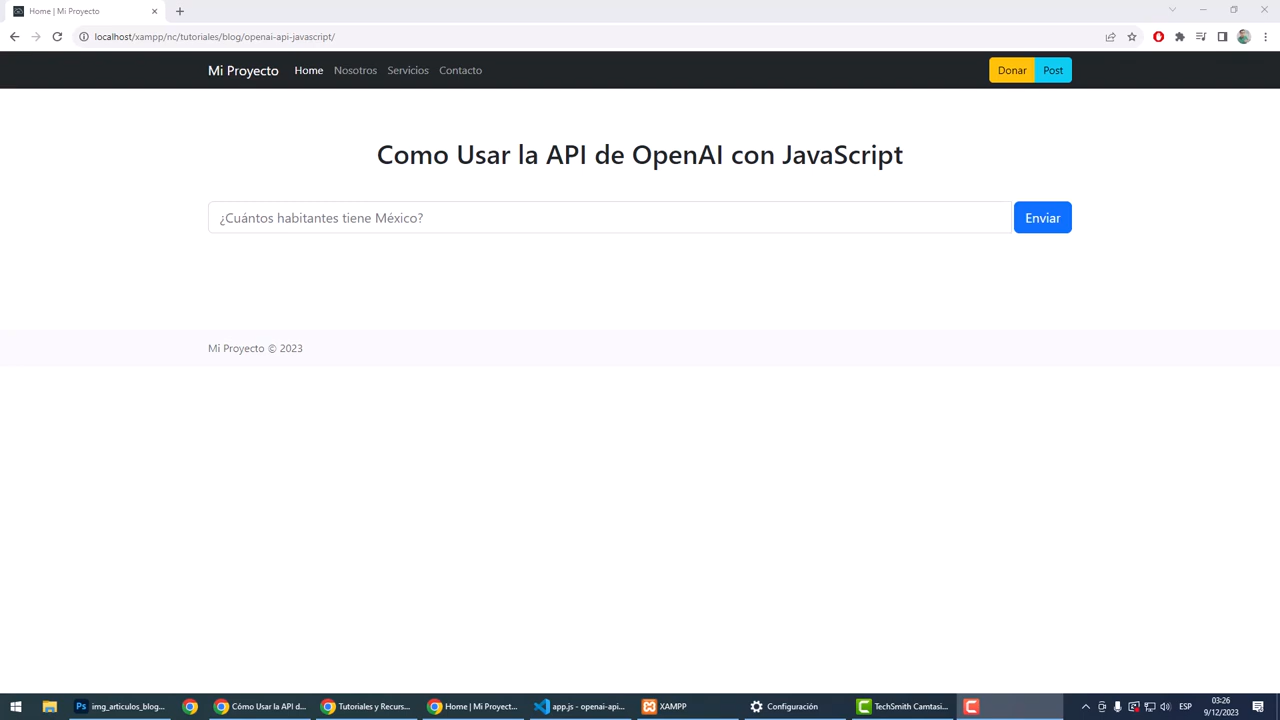 Home | Mi Proyecto
localhost/xampp/nc/tutoriales/blog/openai-api-javascript/
Mi Proyecto Home Nosotros Servicios Contacto Donar Post
Como Usar la API de OpenAI con JavaScript
¿Cuántos habitantes tiene México? Enviar
Mi Proyecto © 2023
Ps img_articulos_blog... Cómo Usar la API d... Tutoriales y Recurs... Home | Mi Proyect... app.js - openai-api... XAMPP Configuración TechSmith Camtasi... ESP 03:26
9/12/2023